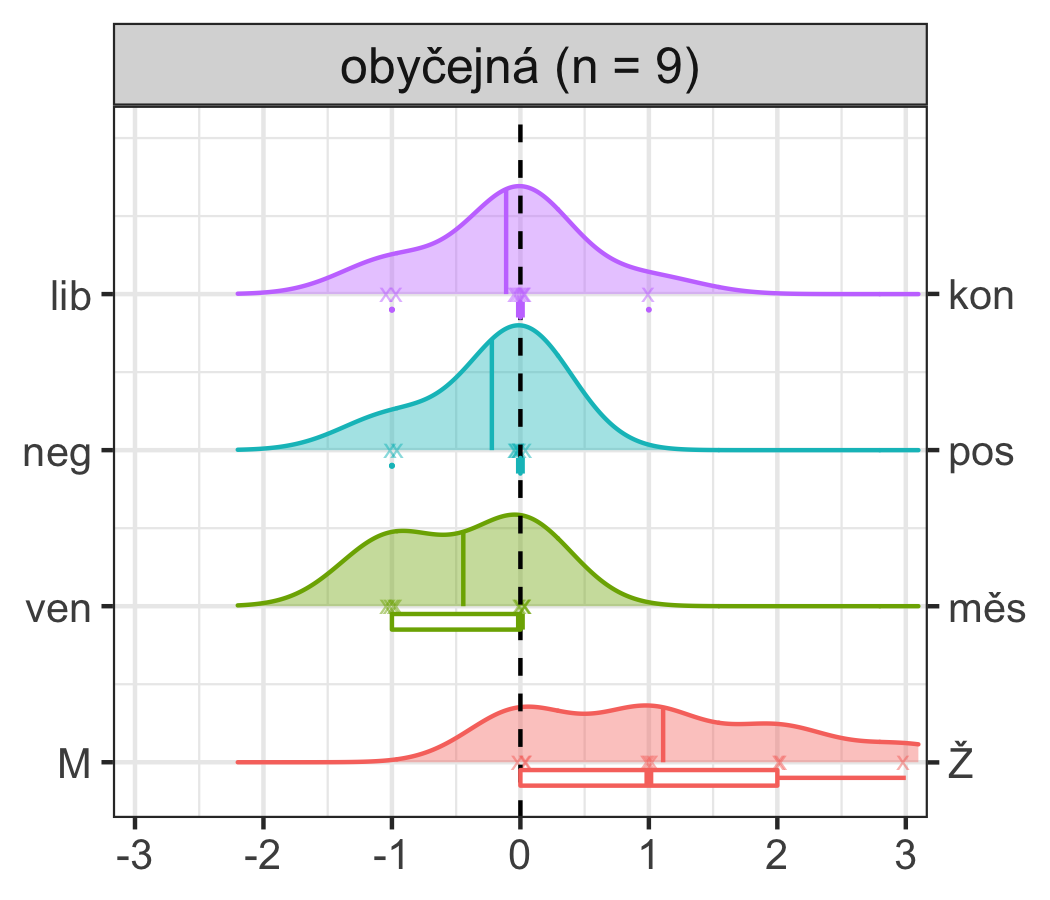 obyčejná (n = 9)
lib kon
neg pos
ven měs
M Ž
-3 -2 -1 0 1 2 3